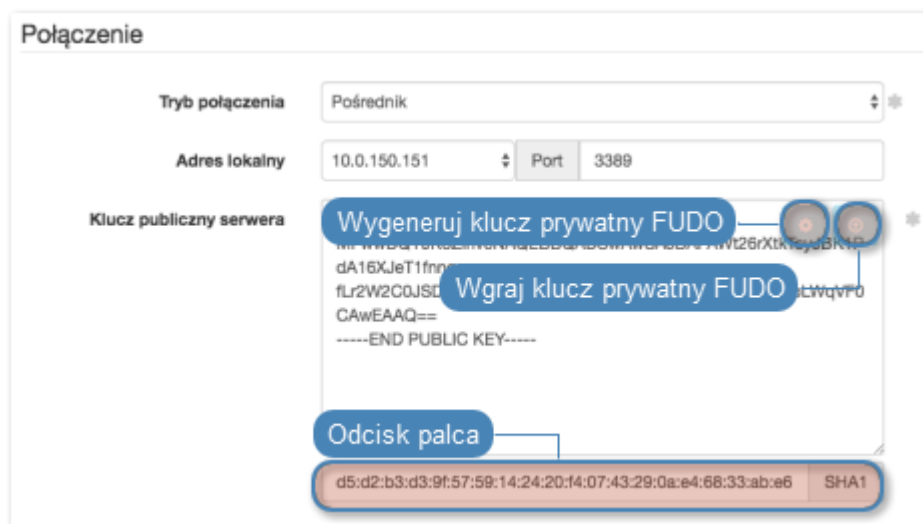 Połączenie
Tryb połączenia Pośrednik
Adres lokalny 10.0.150.151 Port 3389
Klucz publiczny serwera Wygeneruj klucz prywatny FUDO
dA16XJeT1fnn
fLr2W2C0JSD Wgraj klucz prywatny FUDO
CAwEAAQ==
-----END PUBLIC KEY-----
Odcisk palca
d5:d2:b3:d3:9f:57:59:14:24:20:f4:07:43:29:0a:e4:68:33:ab:e6 SHA1